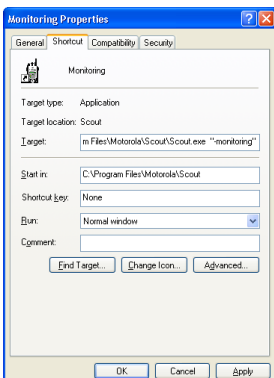 Monitoring Properties
General Shortcut Compatibility Security
Monitoring
Target type: Application
Target location: Scout
Target: m Files\Motorola\Scout\Scout.exe "-monitoring"
Start in: C:\Program Files\Motorola\Scout
Shortcut key: None
Run: Normal window
Comment:
Find Target... Change Icon... Advanced...
OK Cancel Apply